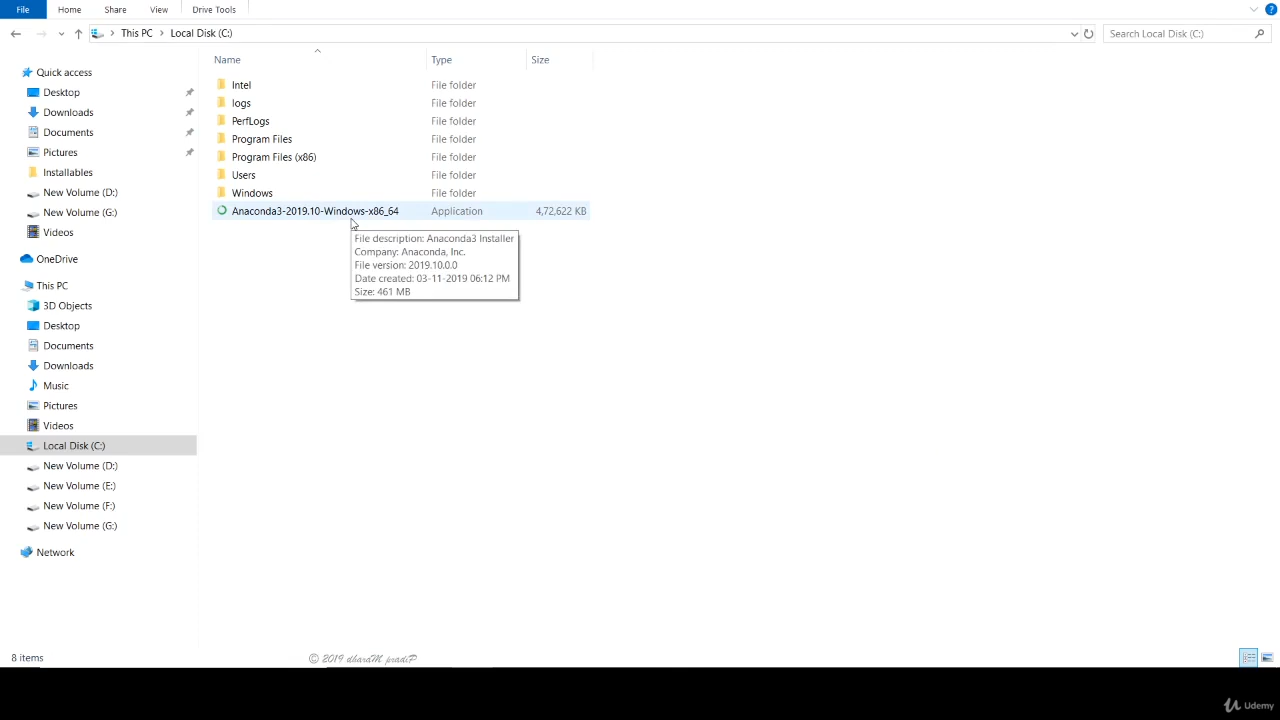 File Home Share View Drive Tools
This PC Local Disk (C:) Search Local Disk (C:)
Name Type Size
Quick access
Desktop
Downloads
Documents
Pictures
Installables
New Volume (D:)
New Volume (G:)
Videos
OneDrive
This PC
3D Objects
Desktop
Documents
Downloads
Music
Pictures
Videos
Local Disk (C:)
New Volume (D:)
New Volume (E:)
New Volume (F:)
New Volume (G:)
Network
Intel File folder
logs File folder
PerfLogs File folder
Program Files File folder
Program Files (x86) File folder
Users File folder
Windows File folder
Anaconda3-2019.10-Windows-x86_64 Application 4,72,622 KB
File description: Anaconda3 Installer
Company: Anaconda, Inc.
File version: 2019.10.0.0
Date created: 03-11-2019 06:12 PM
Size: 461 MB
8 items
© 2019 dharaM pradiP
Udemy